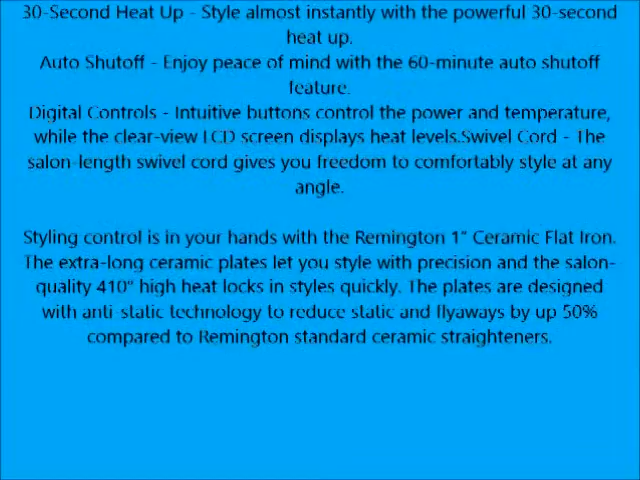 30-Second Heat Up - Style almost instantly with the powerful 30-second
heat up.
Auto Shutoff - Enjoy peace of mind with the 60-minute auto shutoff
feature.
Digital Controls - Intuitive buttons control the power and temperature,
while the clear-view LCD screen displays heat levels.Swivel Cord - The
salon-length swivel cord gives you freedom to comfortably style at any
angle.
Styling control is in your hands with the Remington 1" Ceramic Flat Iron.
The extra-long ceramic plates let you style with precision and the salon-
quality 410° high heat locks in styles quickly. The plates are designed
with anti-static technology to reduce static and flyaways by up 50%
compared to Remington standard ceramic straighteners.